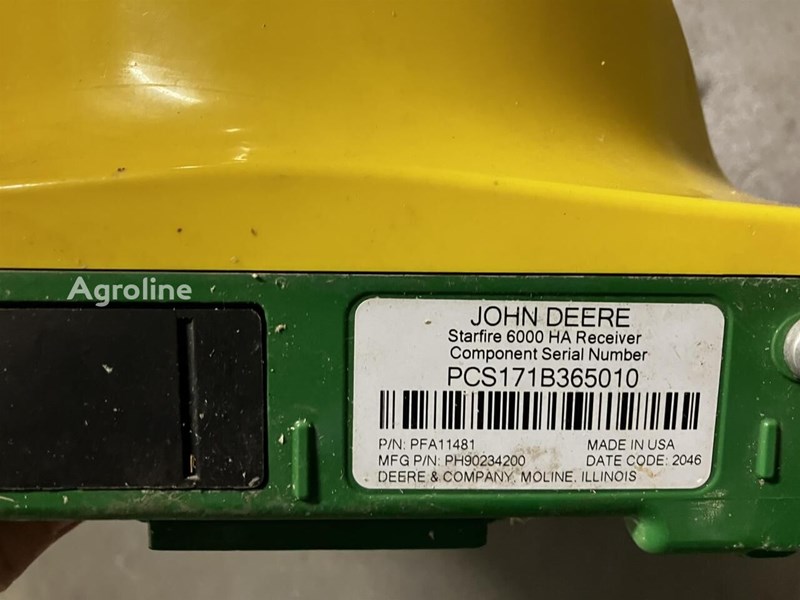 Agroline
JOHN DEERE
Starfire 6000 HA Receiver
Component Serial Number
PCS171B365010
P/N: PFA11481 MADE IN USA
MFG P/N: PH90234200 DATE CODE: 2046
DEERE & COMPANY, MOLINE, ILLINOIS